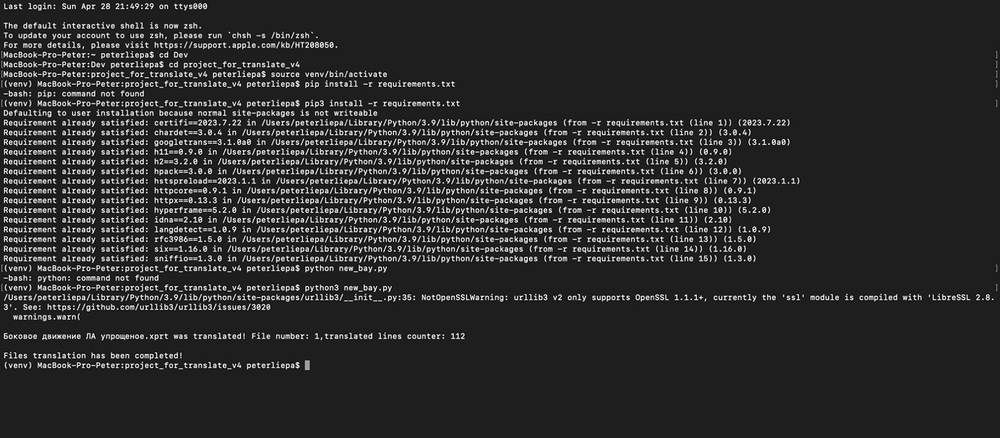 Last login: Sun Apr 28 21:49:29 on ttys000
The default interactive shell is now zsh.
To update your account to use zsh, please run `chsh -s /bin/zsh`.
For more details, please visit https://support.apple.com/kb/HT208050.
[MacBook-Pro-Peter:~ peterliepa$ cd Dev ]
[MacBook-Pro-Peter:Dev peterliepa$ cd project_for_translate_v4 ]
[MacBook-Pro-Peter:project_for_translate_v4 peterliepa$ source venv/bin/activate ]
[(venv) MacBook-Pro-Peter:project_for_translate_v4 peterliepa$ pip install -r requirements.txt ]
-bash: pip: command not found
[(venv) MacBook-Pro-Peter:project_for_translate_v4 peterliepa$ pip3 install -r requirements.txt ]
Defaulting to user installation because normal site-packages is not writeable
Requirement already satisfied: certifi==2023.7.22 in /Users/peterliepa/Library/Python/3.9/lib/python/site-packages (from -r requirements.txt (line 1)) (2023.7.22)
Requirement already satisfied: chardet==3.0.4 in /Users/peterliepa/Library/Python/3.9/lib/python/site-packages (from -r requirements.txt (line 2)) (3.0.4)
Requirement already satisfied: googletrans==3.1.0a0 in /Users/peterliepa/Library/Python/3.9/lib/python/site-packages (from -r requirements.txt (line 3)) (3.1.0a0)
Requirement already satisfied: h11==0.9.0 in /Users/peterliepa/Library/Python/3.9/lib/python/site-packages (from -r requirements.txt (line 4)) (0.9.0)
Requirement already satisfied: h2==3.2.0 in /Users/peterliepa/Library/Python/3.9/lib/python/site-packages (from -r requirements.txt (line 5)) (3.2.0)
Requirement already satisfied: hpack==3.0.0 in /Users/peterliepa/Library/Python/3.9/lib/python/site-packages (from -r requirements.txt (line 6)) (3.0.0)
Requirement already satisfied: hstspreload==2023.1.1 in /Users/peterliepa/Library/Python/3.9/lib/python/site-packages (from -r requirements.txt (line 7)) (2023.1.1)
Requirement already satisfied: httpcore==0.9.1 in /Users/peterliepa/Library/Python/3.9/lib/python/site-packages (from -r requirements.txt (line 8)) (0.9.1)
Requirement already satisfied: httpx==0.13.3 in /Users/peterliepa/Library/Python/3.9/lib/python/site-packages (from -r requirements.txt (line 9)) (0.13.3)
Requirement already satisfied: hyperframe==5.2.0 in /Users/peterliepa/Library/Python/3.9/lib/python/site-packages (from -r requirements.txt (line 10)) (5.2.0)
Requirement already satisfied: idna==2.10 in /Users/peterliepa/Library/Python/3.9/lib/python/site-packages (from -r requirements.txt (line 11)) (2.10)
Requirement already satisfied: langdetect==1.0.9 in /Users/peterliepa/Library/Python/3.9/lib/python/site-packages (from -r requirements.txt (line 12)) (1.0.9)
Requirement already satisfied: rfc3986==1.5.0 in /Users/peterliepa/Library/Python/3.9/lib/python/site-packages (from -r requirements.txt (line 13)) (1.5.0)
Requirement already satisfied: six==1.16.0 in /Users/peterliepa/Library/Python/3.9/lib/python/site-packages (from -r requirements.txt (line 14)) (1.16.0)
Requirement already satisfied: sniffio==1.3.0 in /Users/peterliepa/Library/Python/3.9/lib/python/site-packages (from -r requirements.txt (line 15)) (1.3.0)
[(venv) MacBook-Pro-Peter:project_for_translate_v4 peterliepa$ python new_bay.py ]
-bash: python: command not found
[(venv) MacBook-Pro-Peter:project_for_translate_v4 peterliepa$ python3 new_bay.py ]
/Users/peterliepa/Library/Python/3.9/lib/python/site-packages/urllib3/__init__.py:35: NotOpenSSLWarning: urllib3 v2 only supports OpenSSL 1.1.1+, currently the 'ssl' module is compiled with 'LibreSSL 2.8.
3'. See: https://github.com/urllib3/urllib3/issues/3020
warnings.warn(
Боковое движение ЛА упрощеное.xprt was translated! File number: 1,translated lines counter: 112
Files translation has been completed!
(venv) MacBook-Pro-Peter:project_for_translate_v4 peterliepa$